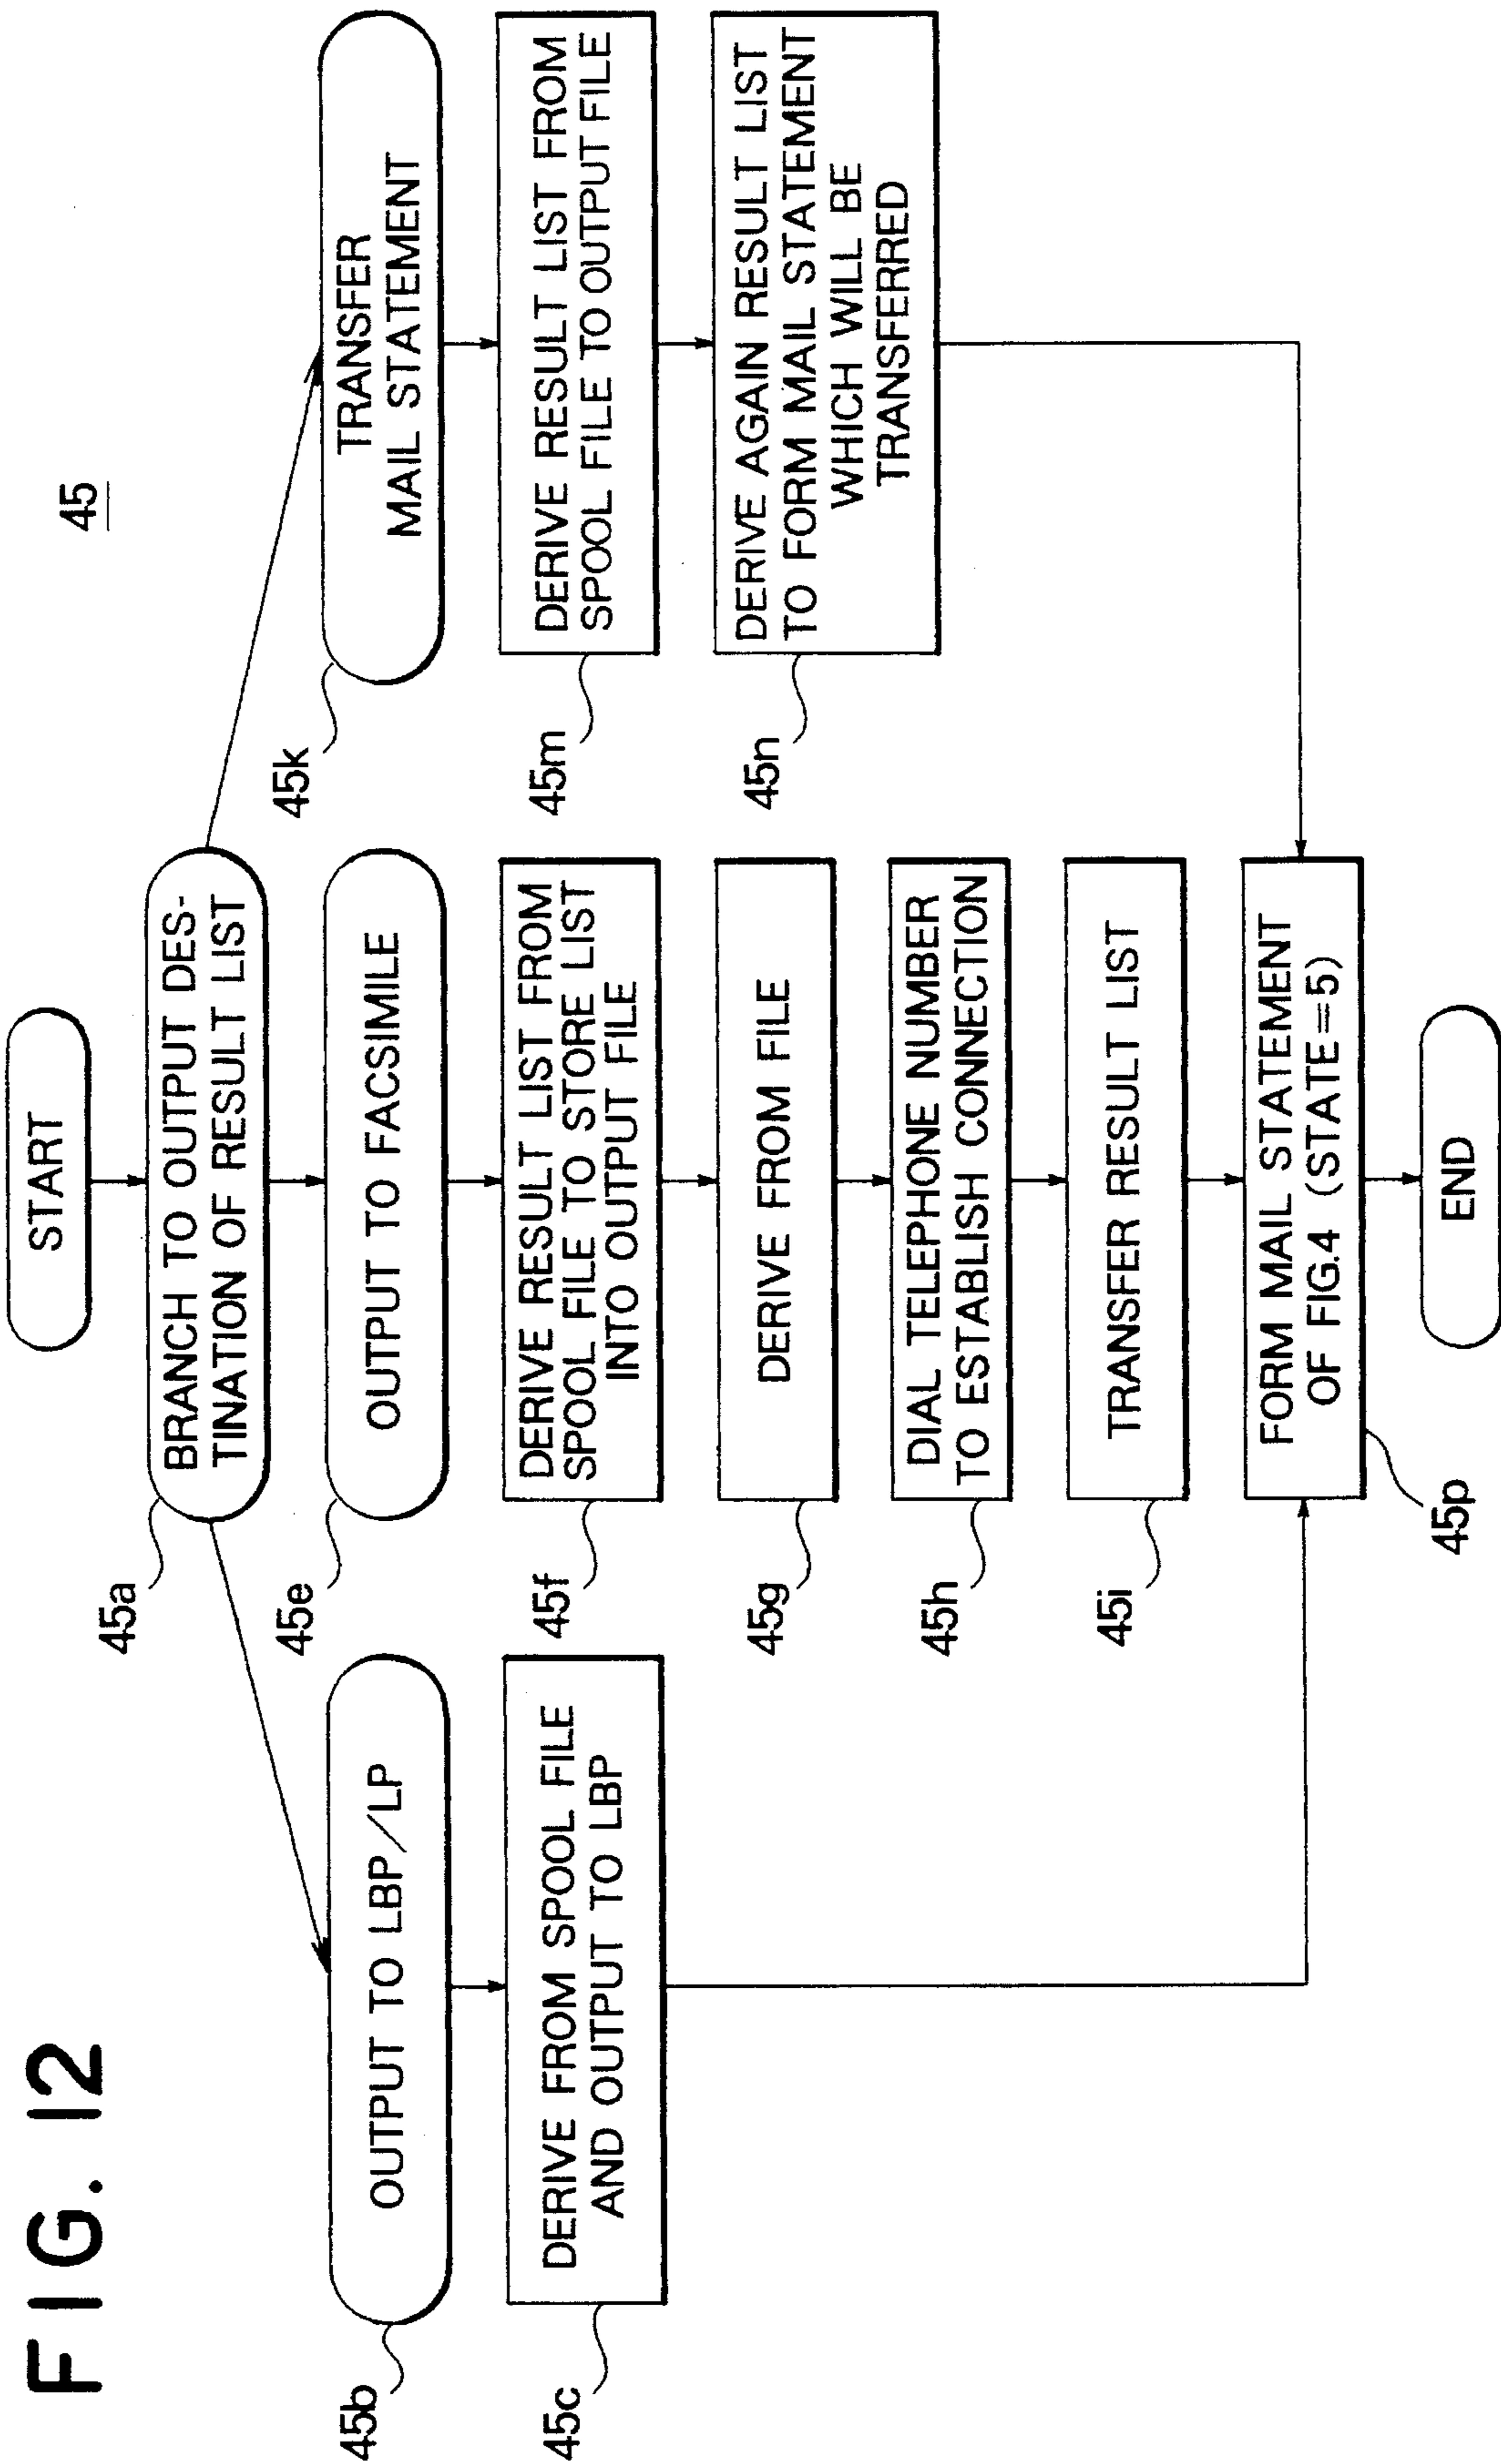 FIG. 12
45
START
BRANCH TO OUTPUT DES-
TINATION OF RESULT LIST
45a
OUTPUT TO LBP/LP
45b
DERIVE FROM SPOOL FILE
AND OUTPUT TO LBP
45c
OUTPUT TO FACSIMILE
45e
DERIVE RESULT LIST FROM
SPOOL FILE TO STORE LIST
INTO OUTPUT FILE
45f
DERIVE FROM FILE
45g
DIAL TELEPHONE NUMBER
TO ESTABLISH CONNECTION
45h
TRANSFER RESULT LIST
45i
TRANSFER
MAIL STATEMENT
45k
DERIVE RESULT LIST FROM
SPOOL FILE TO OUTPUT FILE
45m
DERIVE AGAIN RESULT LIST
TO FORM MAIL STATEMENT
WHICH WILL BE
TRANSFERRED
45n
FORM MAIL STATEMENT
OF FIG.4 (STATE=5)
45p
END